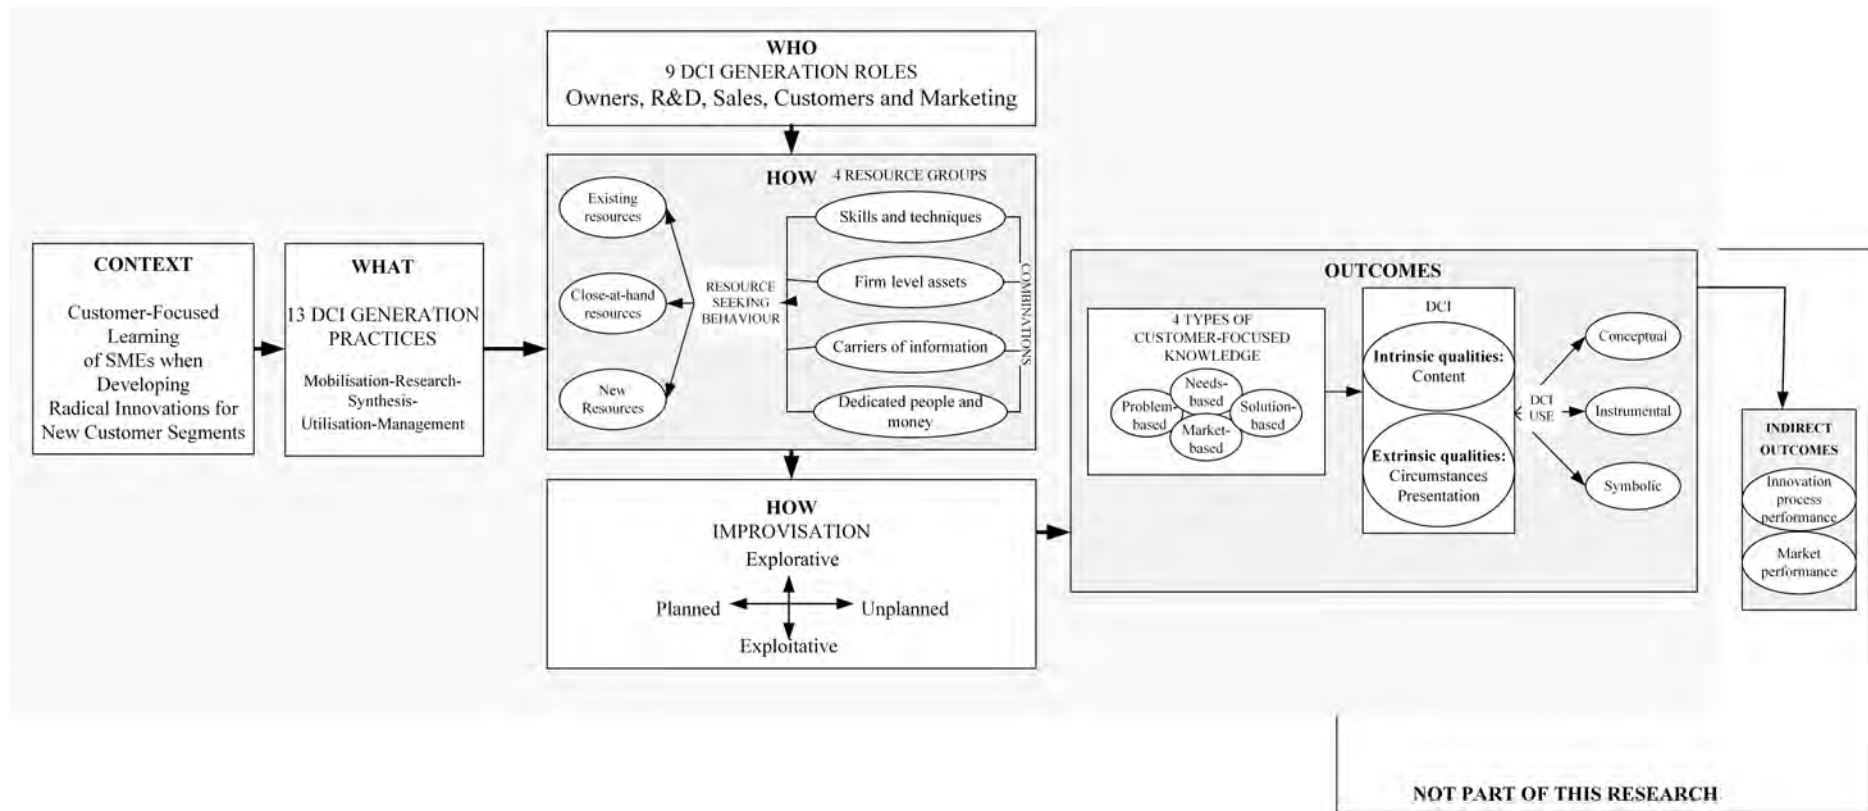 WHO
9 DCI GENERATION ROLES
Owners, R&D, Sales, Customers and Marketing
CONTEXT
Customer-Focused
Learning
of SMEs when
Developing
Radical Innovations for
New Customer Segments
WHAT
13 DCI GENERATION
PRACTICES
Mobilisation-Research-
Synthesis-
Utilisation-Management
HOW
4 RESOURCE GROUPS
Existing
resources
Close-at-hand
resources
New
Resources
RESOURCE
SEEKING
BEHAVIOUR
Skills and techniques
Firm level assets
Carriers of information
Dedicated people and
money
COMBINATIONS
HOW
IMPROVISATION
Explorative
Planned
Unplanned
Exploitative
OUTCOMES
4 TYPES OF
CUSTOMER-FOCUSED
KNOWLEDGE
Needs-
based
Problem-
based
Solution-
based
Market-
based
DCI
Intrinsic qualities:
Content
Extrinsic qualities:
Circumstances
Presentation
DCI
USE
Conceptual
Instrumental
Symbolic
INDIRECT
OUTCOMES
Innovation
process
performance
Market
performance
NOT PART OF THIS RESEARCH